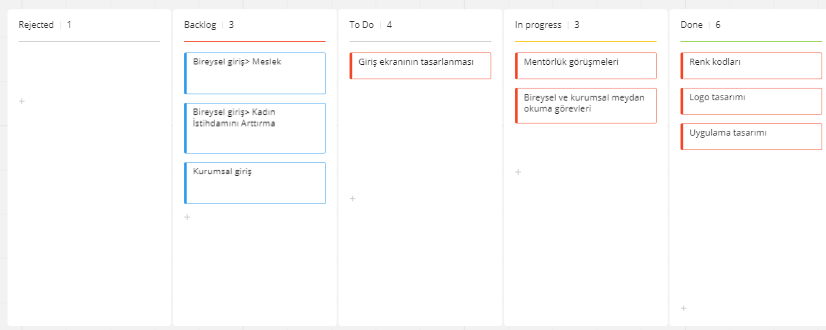 Rejected | 1
Backlog | 3
To Do | 4
In progress | 3
Done | 6
Bireysel giriş> Meslek
Bireysel giriş> Kadın
İstihdamını Arttırma
Kurumsal giriş
+
Giriş ekranının tasarlanması
+
Mentörlük görüşmeleri
Bireysel ve kurumsal meydan
okuma görevleri
+
Renk kodları
Logo tasarımı
Uygulama tasarımı
+
+